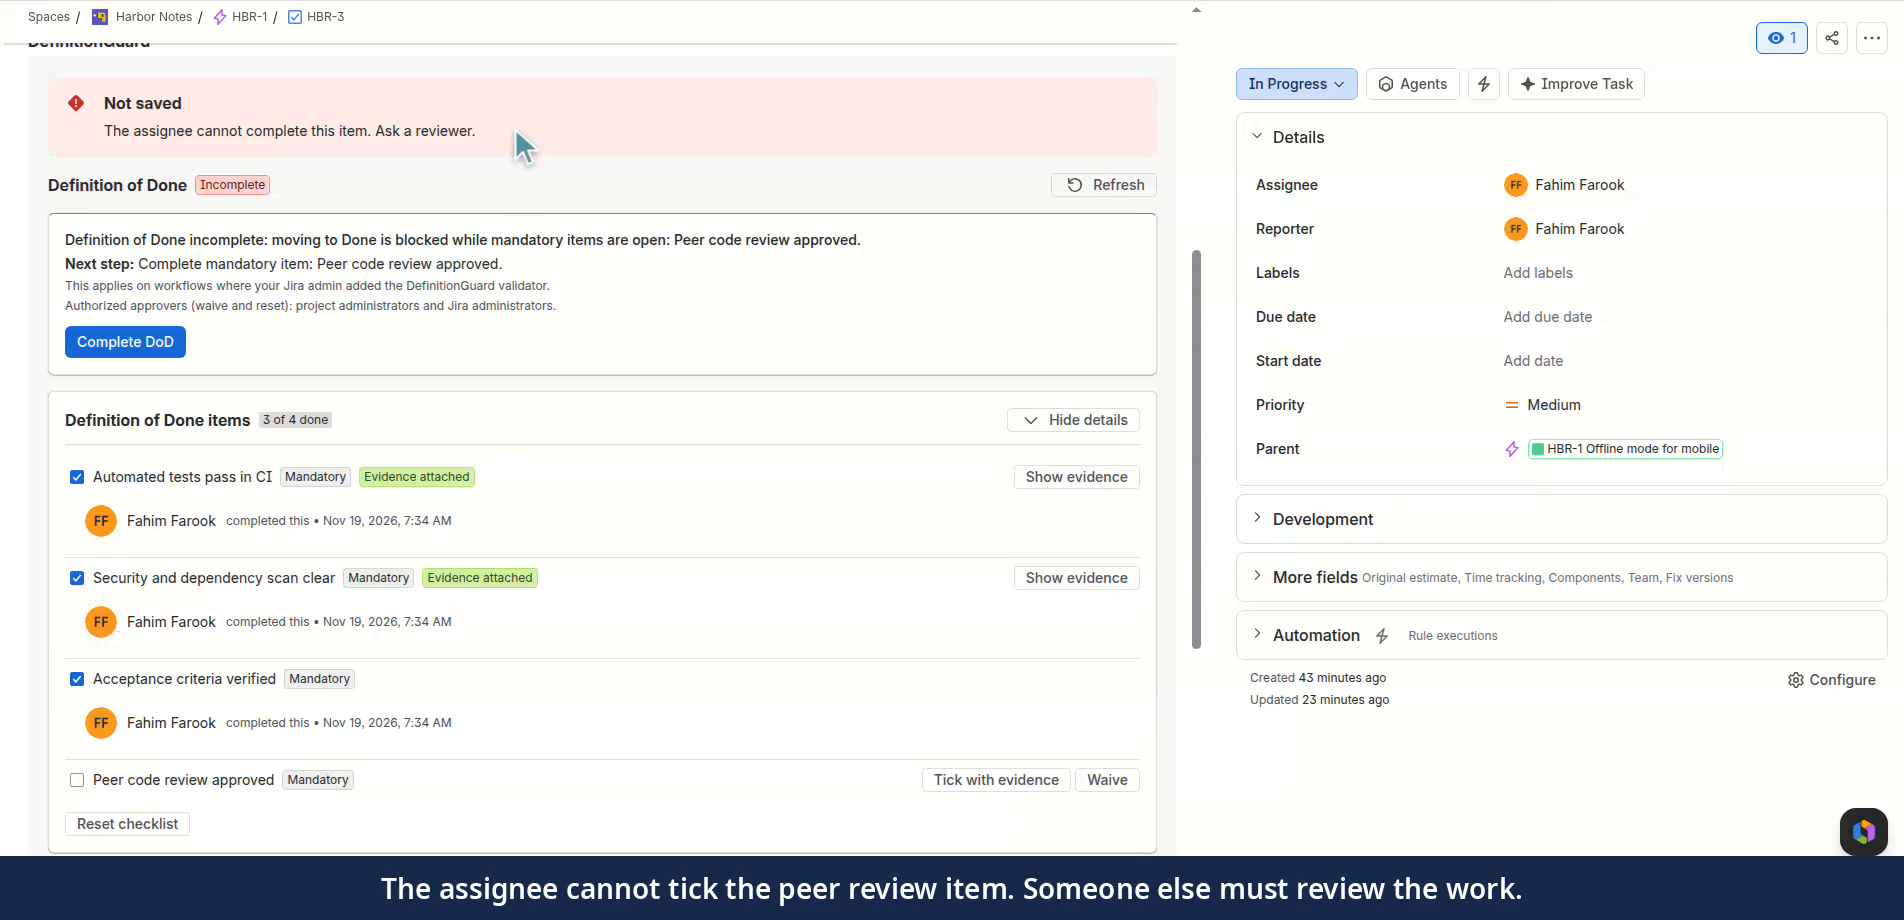 Spaces / Harbor Notes / HBR-1 / HBR-3
DefinitionGuard
1
Not saved
The assignee cannot complete this item. Ask a reviewer.
Definition of Done Incomplete
Refresh
Definition of Done incomplete: moving to Done is blocked while mandatory items are open: Peer code review approved.
Next step: Complete mandatory item: Peer code review approved.
This applies on workflows where your Jira admin added the DefinitionGuard validator.
Authorized approvers (waive and reset): project administrators and Jira administrators.
Complete DoD
Definition of Done items 3 of 4 done
Hide details
Automated tests pass in CI Mandatory Evidence attached
Show evidence
FF Fahim Farook completed this • Nov 19, 2026, 7:34 AM
Security and dependency scan clear Mandatory Evidence attached
Show evidence
FF Fahim Farook completed this • Nov 19, 2026, 7:34 AM
Acceptance criteria verified Mandatory
FF Fahim Farook completed this • Nov 19, 2026, 7:34 AM
Peer code review approved Mandatory
Tick with evidence Waive
Reset checklist
In Progress Agents Improve Task
Details
Assignee FF Fahim Farook
Reporter FF Fahim Farook
Labels Add labels
Due date Add due date
Start date Add date
Priority Medium
Parent HBR-1 Offline mode for mobile
Development
More fields Original estimate, Time tracking, Components, Team, Fix versions
Automation Rule executions
Created 43 minutes ago
Updated 23 minutes ago
Configure
The assignee cannot tick the peer review item. Someone else must review the work.